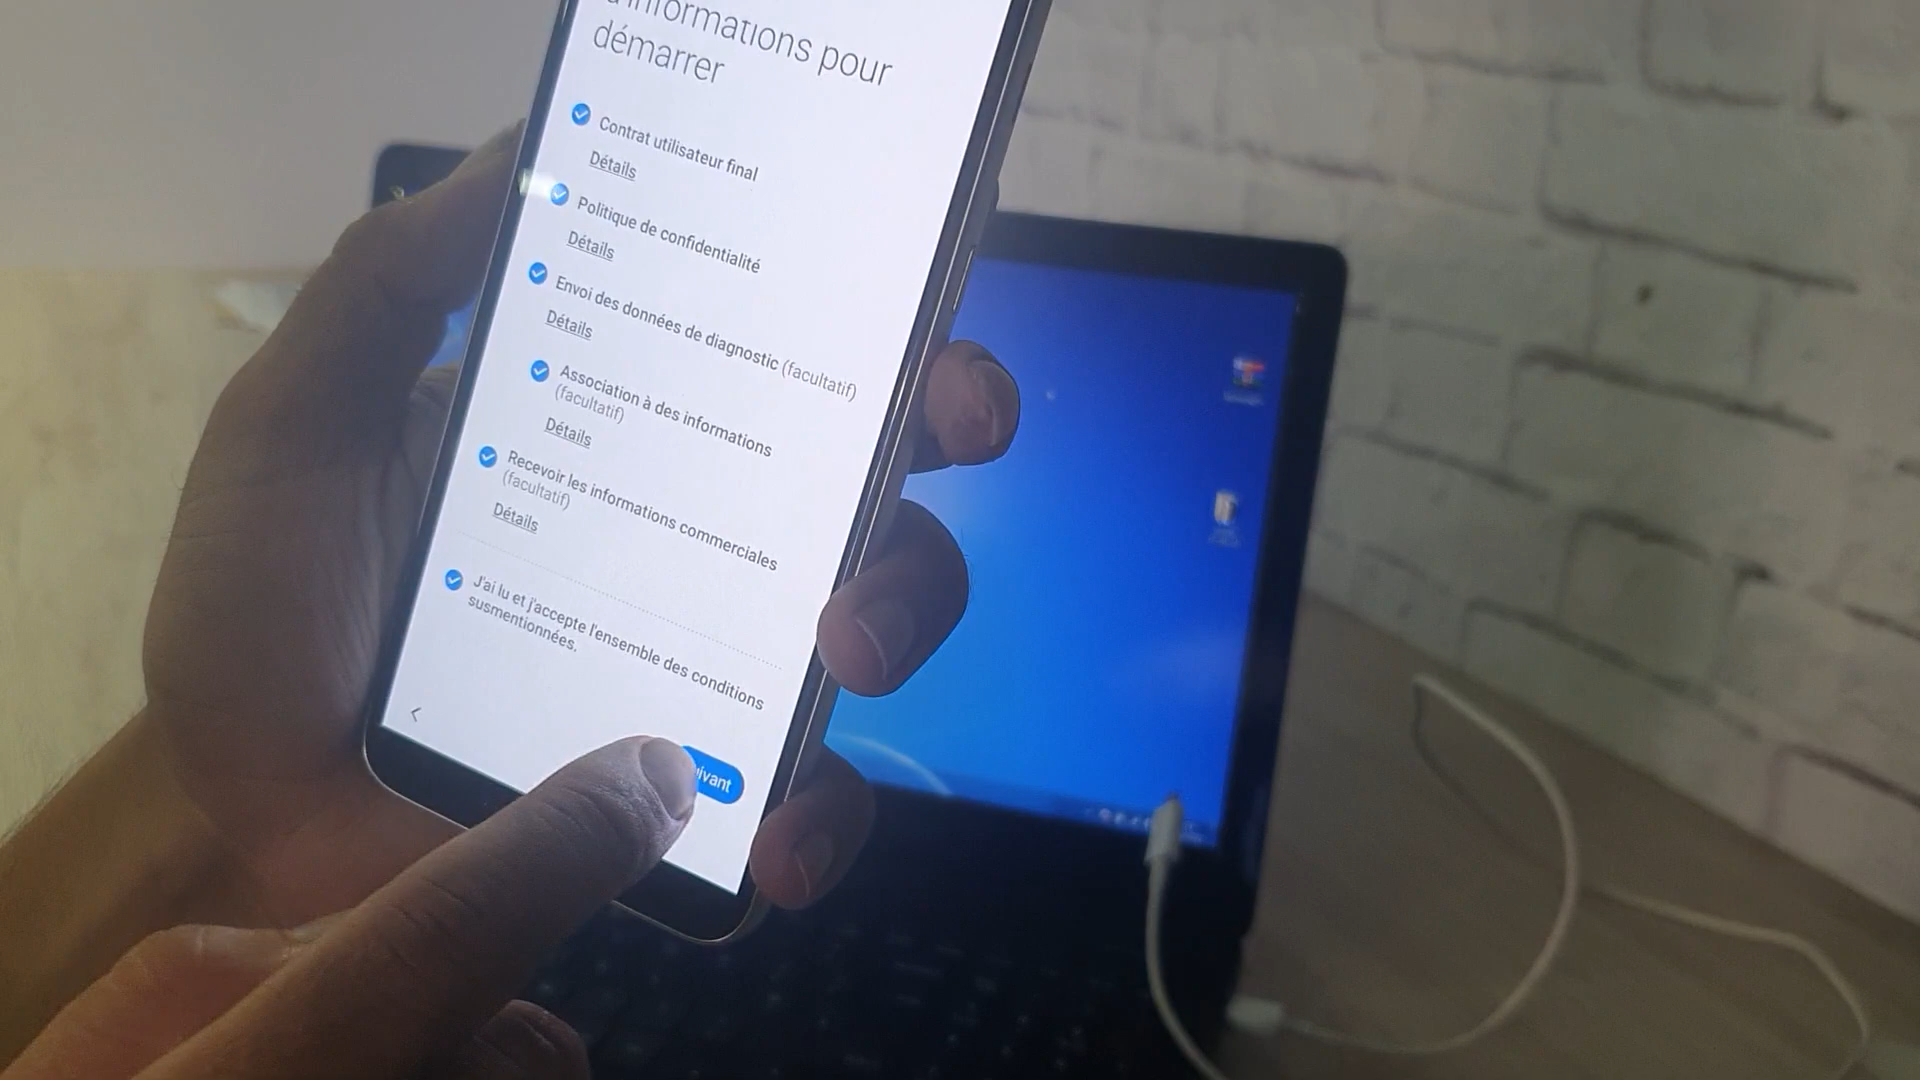 d'informations pour
démarrer
Contrat utilisateur final
Détails
Politique de confidentialité
Détails
Envoi des données de diagnostic (facultatif)
Détails
Association à des informations
(facultatif)
Détails
Recevoir les informations commerciales
(facultatif)
Détails
J'ai lu et j'accepte l'ensemble des conditions
susmentionnées.
ivant